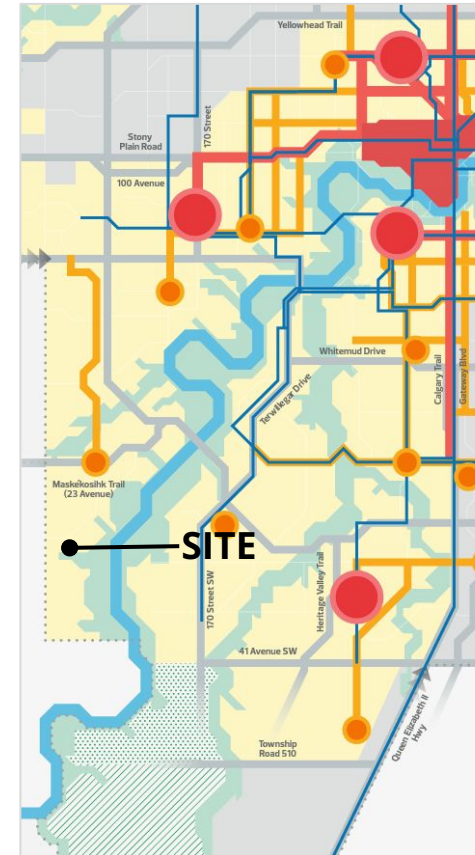 Yellowhead Trail
170 Street
Stony
Plain Road
100 Avenue
Whitemud Drive
Calgary Trail
Gateway Blvd
Terwillegar Drive
Maskêkosihk Trail
(23 Avenue)
SITE
170 Street SW
Heritage Valley Trail
41 Avenue SW
Queen Elizabeth II
Hwy
Township
Road 510